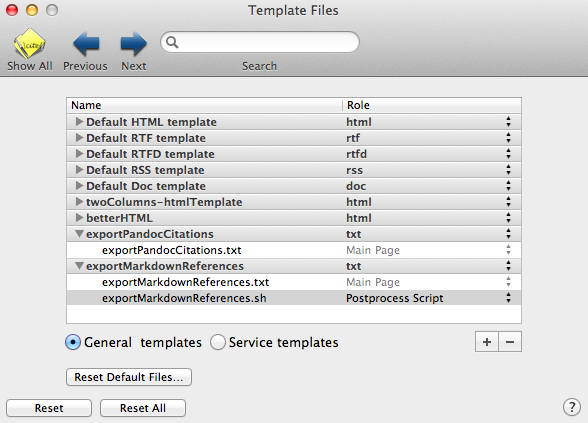 Template Files
cite!
Show All
Previous
Next
Search
Name Role
Default HTML template html
Default RTF template rtf
Default RTFD template rtfd
Default RSS template rss
Default Doc template doc
twoColumns-htmlTemplate html
betterHTML html
exportPandocCitations txt
exportPandocCitations.txt Main Page
exportMarkdownReferences txt
exportMarkdownReferences.txt Main Page
exportMarkdownReferences.sh Postprocess Script
General templates Service templates
+ −
Reset Default Files...
Reset Reset All ?